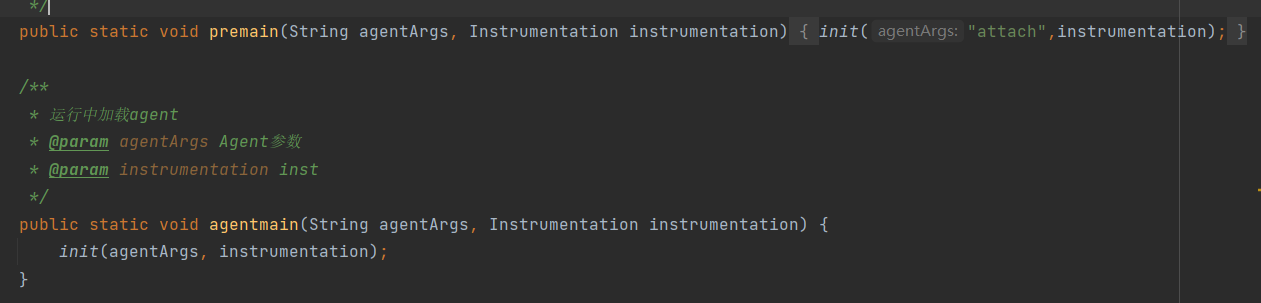 */
public static void premain(String agentArgs, Instrumentation instrumentation) { init( agentArgs: "attach",instrumentation); }
/**
* 运行中加载agent
* @param agentArgs Agent参数
* @param instrumentation inst
*/
public static void agentmain(String agentArgs, Instrumentation instrumentation) {
init(agentArgs, instrumentation);
}